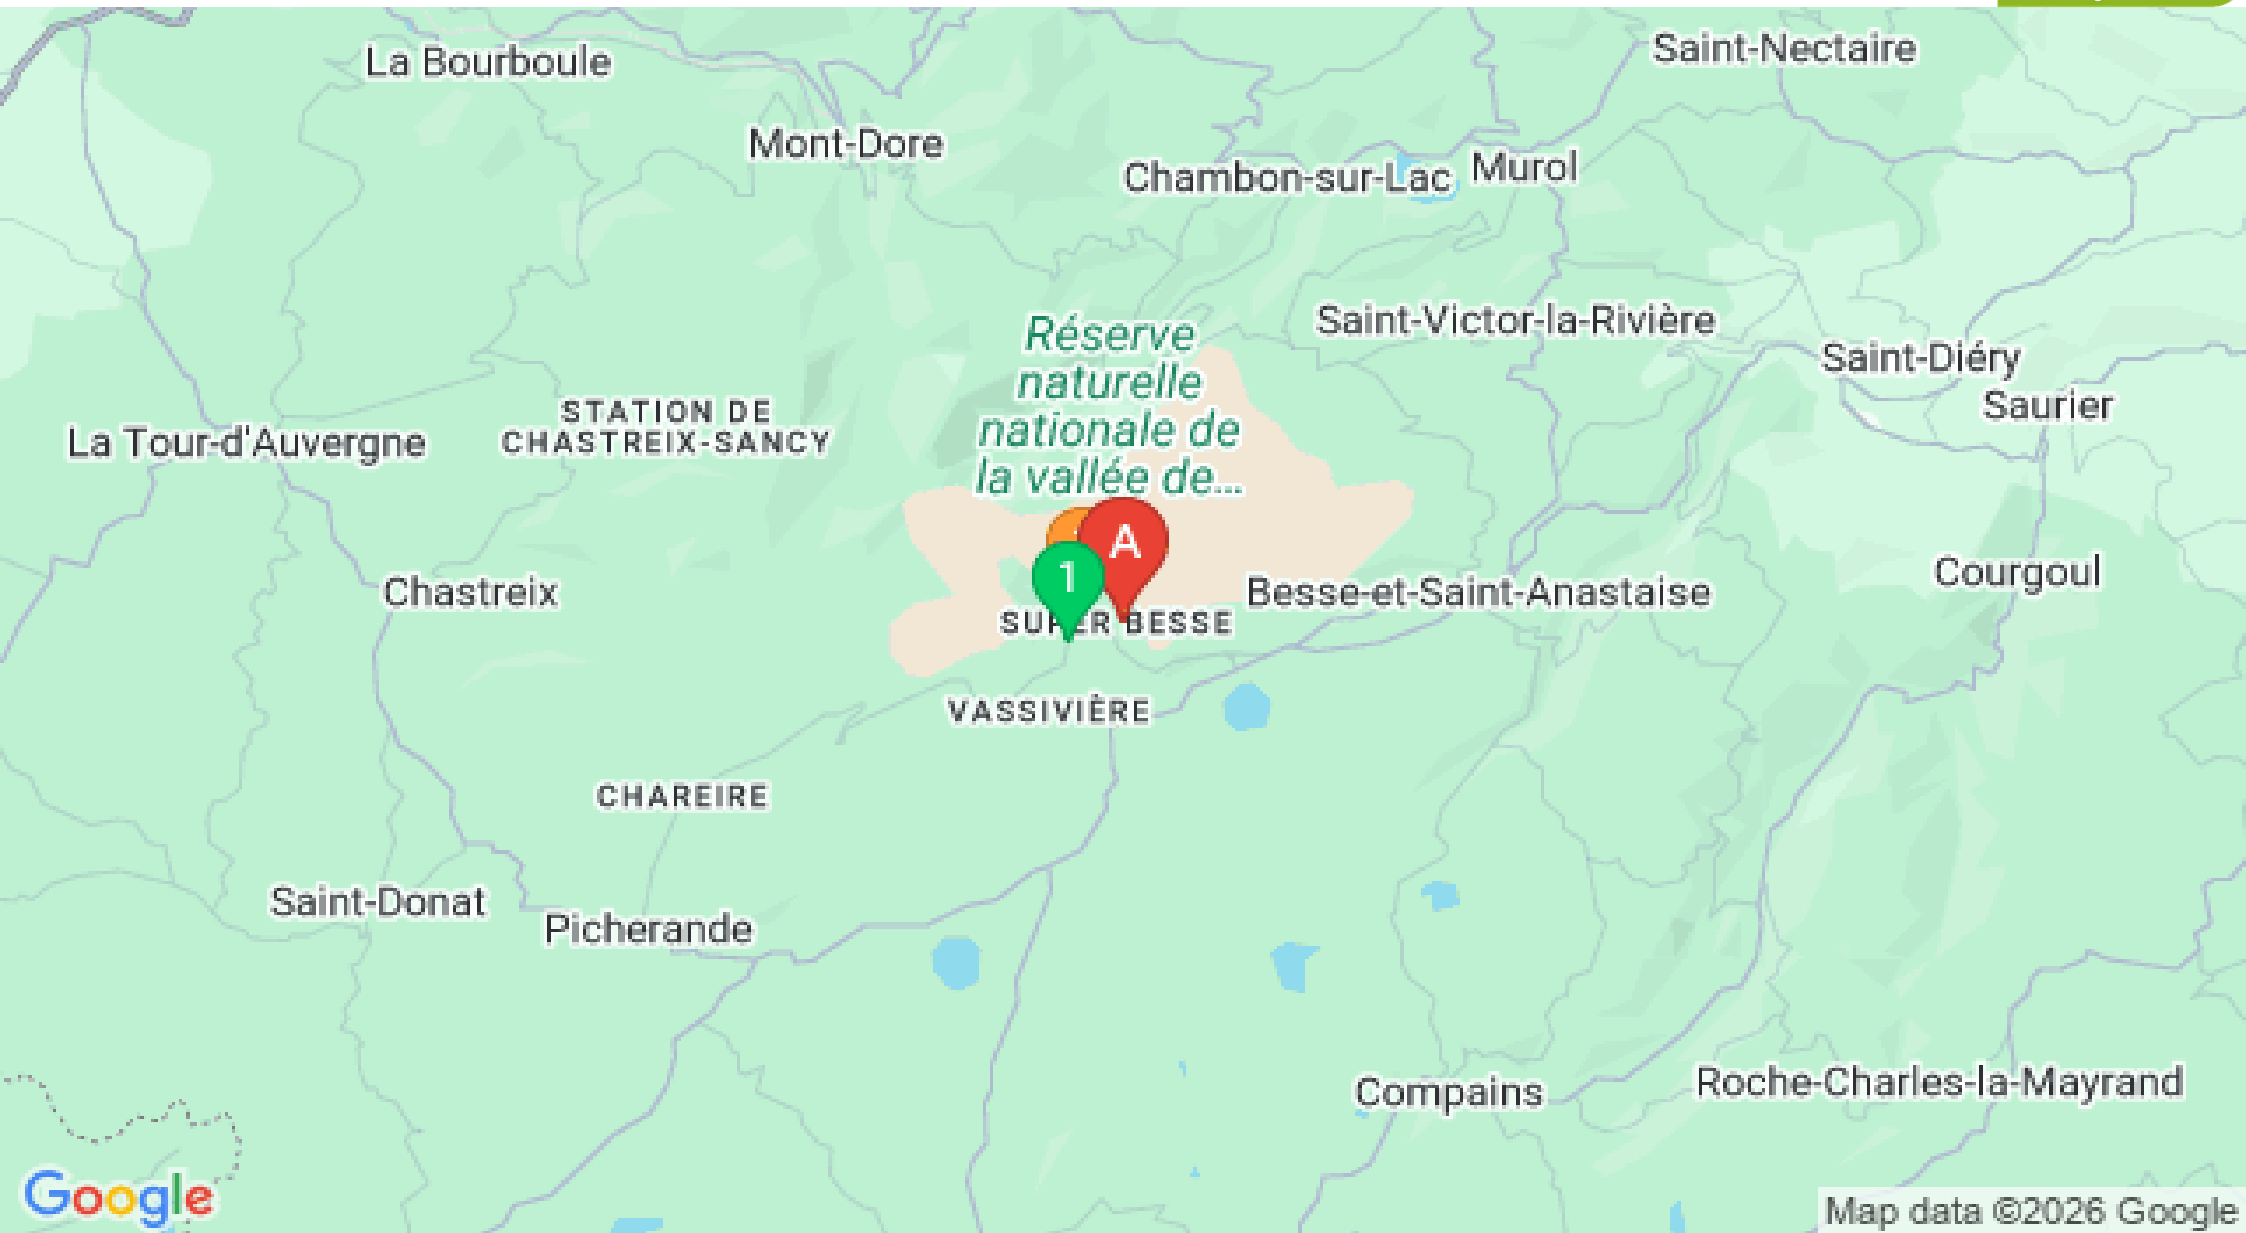 La Bourboule
Saint-Nectaire
Mont-Dore
Chambon-sur-Lac
Murol
Réserve
naturelle
nationale de
la vallée de...
Saint-Victor-la-Rivière
Saint-Diéry
Saurier
STATION DE
CHASTREIX-SANCY
La Tour-d'Auvergne
A
1
Chastreix
SUPER BESSE
Besse-et-Saint-Anastaise
Courgoul
VASSIVIÈRE
CHAREIRE
Saint-Donat
Picherande
Compains
Roche-Charles-la-Mayrand
Google
Map data ©2026 Google